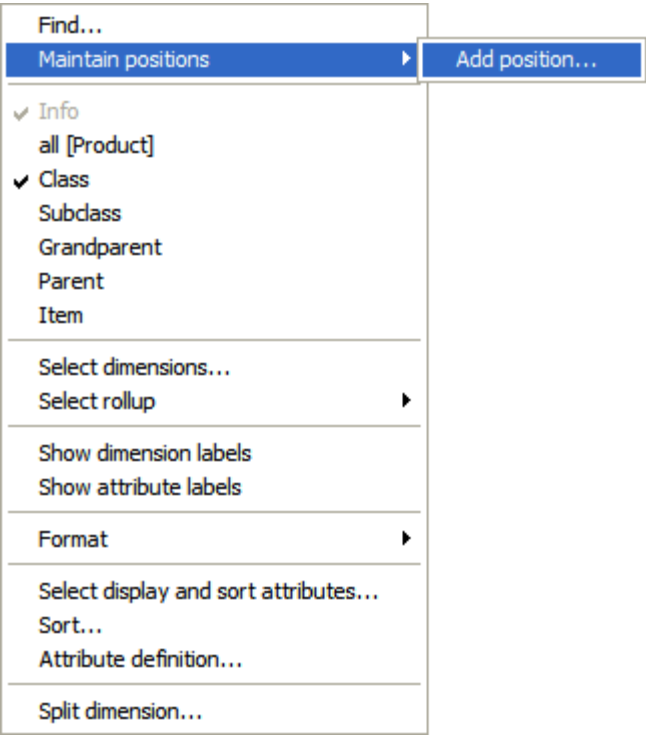 Find...
Maintain positions
Add position...
Info
all [Product]
Class
Subclass
Grandparent
Parent
Item
Select dimensions...
Select rollup
Show dimension labels
Show attribute labels
Format
Select display and sort attributes...
Sort...
Attribute definition...
Split dimension...